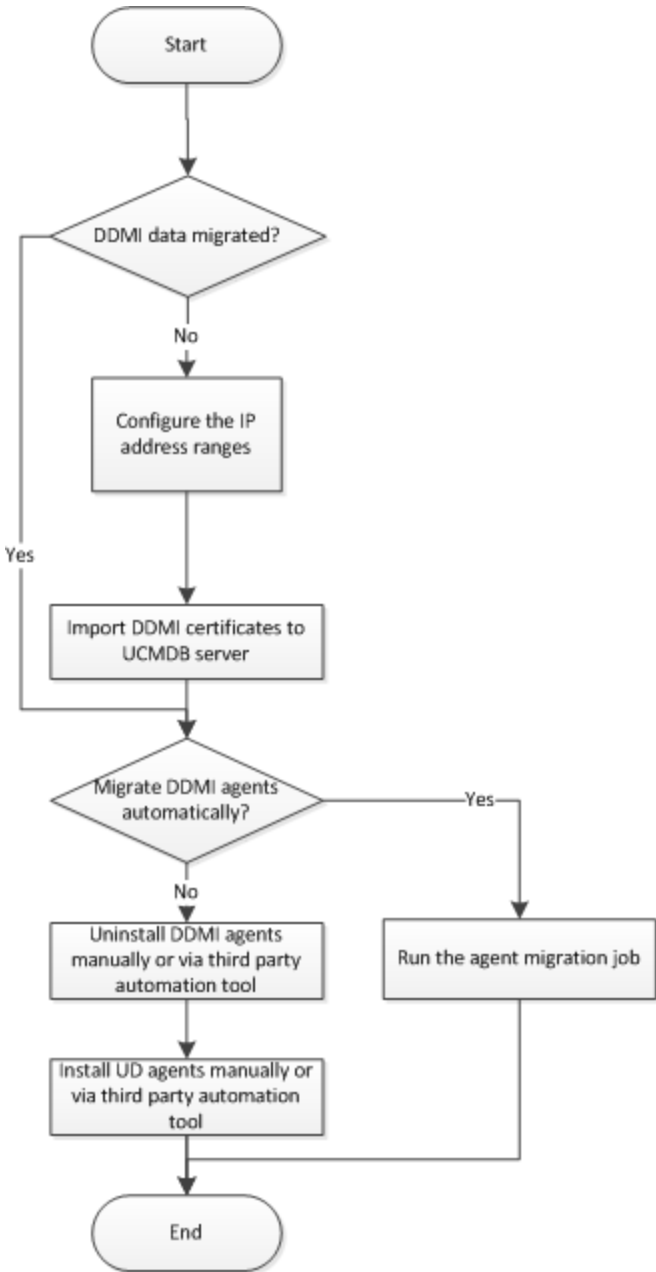 Start
DDMI data migrated?
No
Configure the IP
address ranges
Yes
Import DDMI certificates to
UCMDB server
Migrate DDMI agents
automatically?
Yes
No
Uninstall DDMI agents
manually or via third party
automation tool
Run the agent migration job
Install UD agents manually or
via third party automation
tool
End